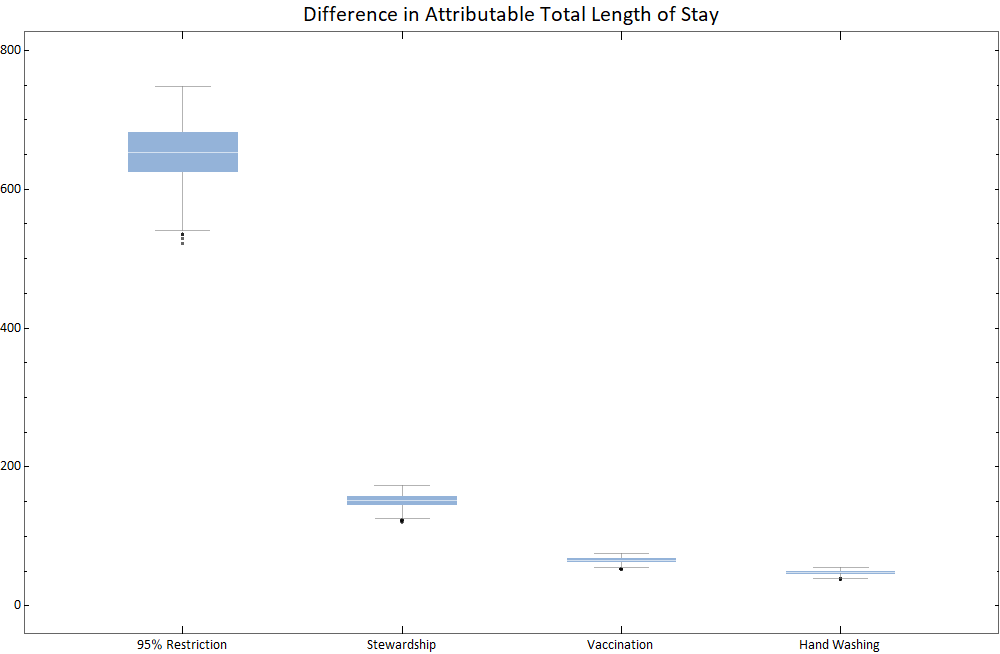 Difference in Attributable Total Length of Stay
800
600
400
200
0
95% Restriction Stewardship Vaccination Hand Washing